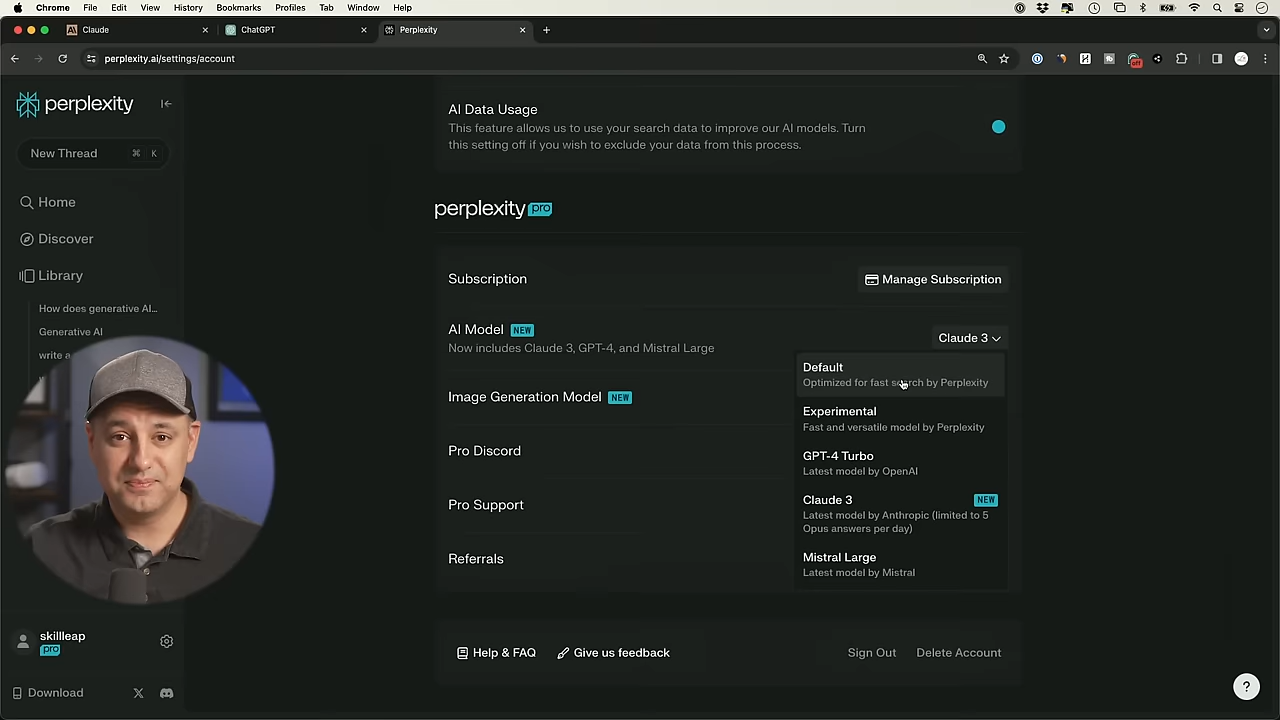 Chrome File Edit View History Bookmarks Profiles Tab Window Help
Claude
ChatGPT
Perplexity
perplexity.ai/settings/account
off
perplexity
New Thread ⌘ K
Home
Discover
Library
How does generative AI...
Generative AI
write a
skillleap
pro
Download
AI Data Usage
This feature allows us to use your search data to improve our AI models. Turn
this setting off if you wish to exclude your data from this process.
perplexity pro
Subscription
Manage Subscription
AI Model NEW
Now includes Claude 3, GPT-4, and Mistral Large
Claude 3
Default
Optimized for fast search by Perplexity
Experimental
Fast and versatile model by Perplexity
GPT-4 Turbo
Latest model by OpenAI
Claude 3 NEW
Latest model by Anthropic (limited to 5
Opus answers per day)
Mistral Large
Latest model by Mistral
Image Generation Model NEW
Pro Discord
Pro Support
Referrals
Help & FAQ
Give us feedback
Sign Out
Delete Account
?